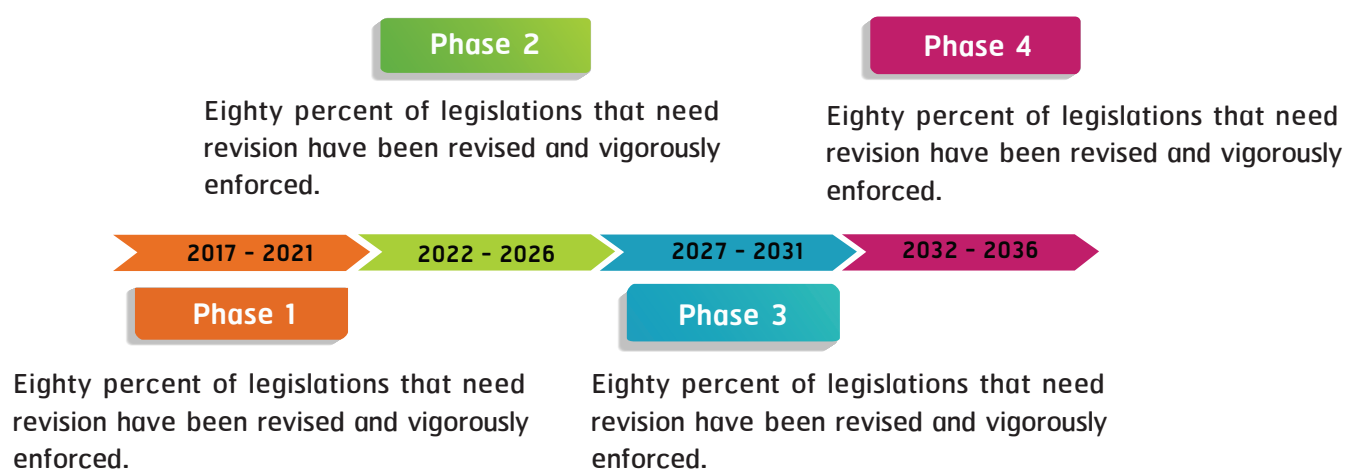 Phase 2
Eighty percent of legislations that need
revision have been revised and vigorously
enforced.
Phase 4
Eighty percent of legislations that need
revision have been revised and vigorously
enforced.
2017 - 2021
2022 - 2026
2027 - 2031
2032 - 2036
Phase 1
Eighty percent of legislations that need
revision have been revised and vigorously
enforced.
Phase 3
Eighty percent of legislations that need
revision have been revised and vigorously
enforced.